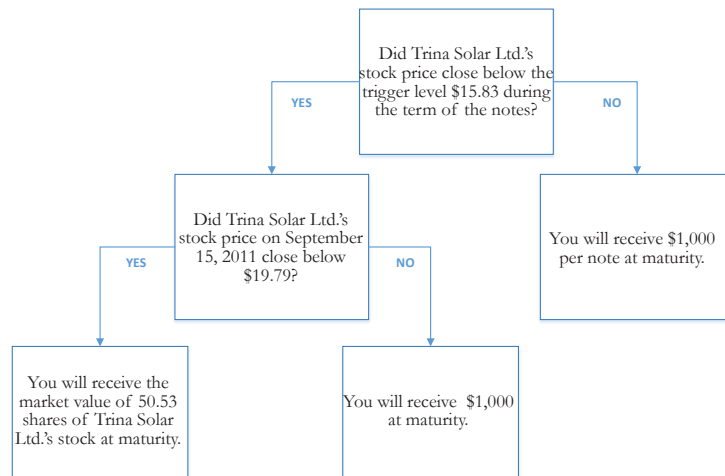 Did Trina Solar Ltd.'s
stock price close below the
trigger level $15.83 during
the term of the notes?
YES
NO
Did Trina Solar Ltd.'s
stock price on September
15, 2011 close below
$19.79?
You will receive $1,000
per note at maturity.
YES
NO
You will receive the
market value of 50.53
shares of Trina Solar
Ltd.'s stock at maturity.
You will receive $1,000
at maturity.